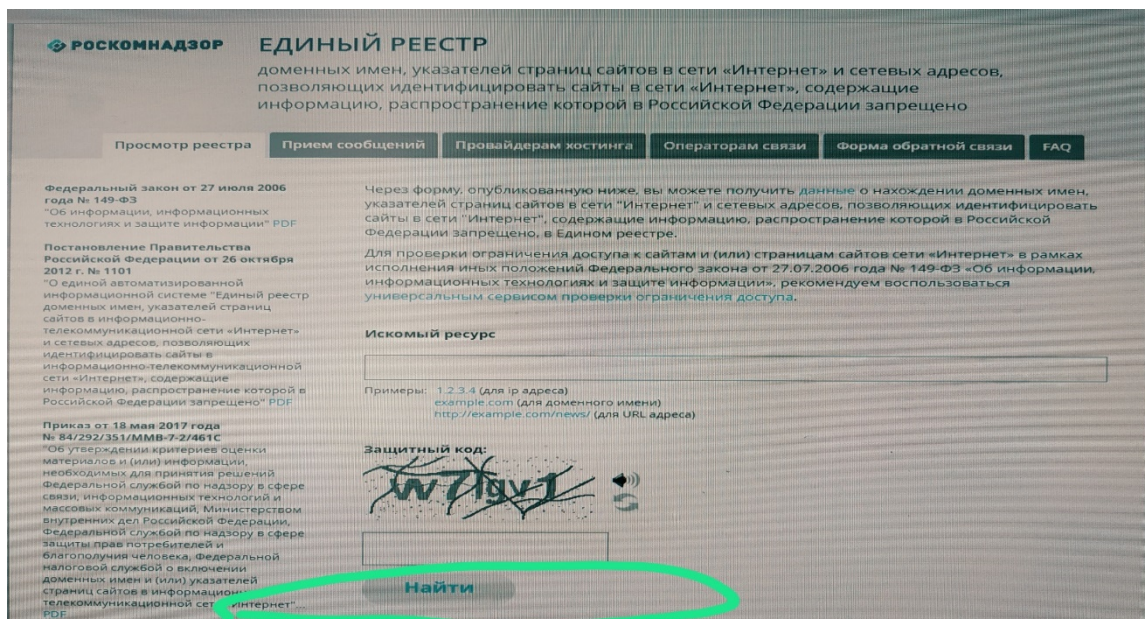 РОСКОМНАДЗОР
ЕДИНЫЙ РЕЕСТР
доменных имен, указателей страниц сайтов в сети «Интернет» и сетевых адресов,
позволяющих идентифицировать сайты в сети «Интернет», содержащие
информацию, распространение которой в Российской Федерации запрещено
Просмотр реестра
Прием сообщений
Провайдерам хостинга
Операторам связи
Форма обратной связи
FAQ
Федеральный закон от 27 июля 2006
года № 149-ФЗ
"Об информации, информационных
технологиях и защите информации" PDF
Постановление Правительства
Российской Федерации от 26 октября
2012 г. № 1101
"О единой автоматизированной
информационной системе "Единый реестр
доменных имен, указателей страниц
сайтов в информационно-
телекоммуникационной сети «Интернет»
и сетевых адресов, позволяющих
идентифицировать сайты в
информационно-телекоммуникационной
сети «Интернет», содержащие
информацию, распространение которой в
Российской Федерации запрещено" PDF
Приказ от 18 мая 2017 года
№ 84/292/351/ММВ-7-2/461С
"Об утверждении критериев оценки
материалов и (или) информации,
необходимых для принятия решений
Федеральной службой по надзору в сфере
связи, информационных технологий и
массовых коммуникаций, Министерством
внутренних дел Российской Федерации,
Федеральной службой по надзору в сфере
защиты прав потребителей и
благополучия человека, Федеральной
налоговой службой о включении
доменных имен и (или) указателей
страниц сайтов в информационно
телекоммуникационной сети "Интернет"...
PDF
Через форму, опубликованную ниже, вы можете получить данные о нахождении доменных имен,
указателей страниц сайтов в сети "Интернет" и сетевых адресов, позволяющих идентифицировать
сайты в сети "Интернет", содержащие информацию, распространение которой в Российской
Федерации запрещено, в Едином реестре.
Для проверки ограничения доступа к сайтам и (или) страницам сайтов сети «Интернет» в рамках
исполнения иных положений Федерального закона от 27.07.2006 года № 149-ФЗ «Об информации,
информационных технологиях и защите информации», рекомендуем воспользоваться
универсальным сервисом проверки ограничения доступа.
Искомый ресурс
Примеры: 1.2.3.4 (для ip адреса)
example.com (для доменного имени)
http://example.com/news/ (для URL адреса)
Защитный код:
Найти